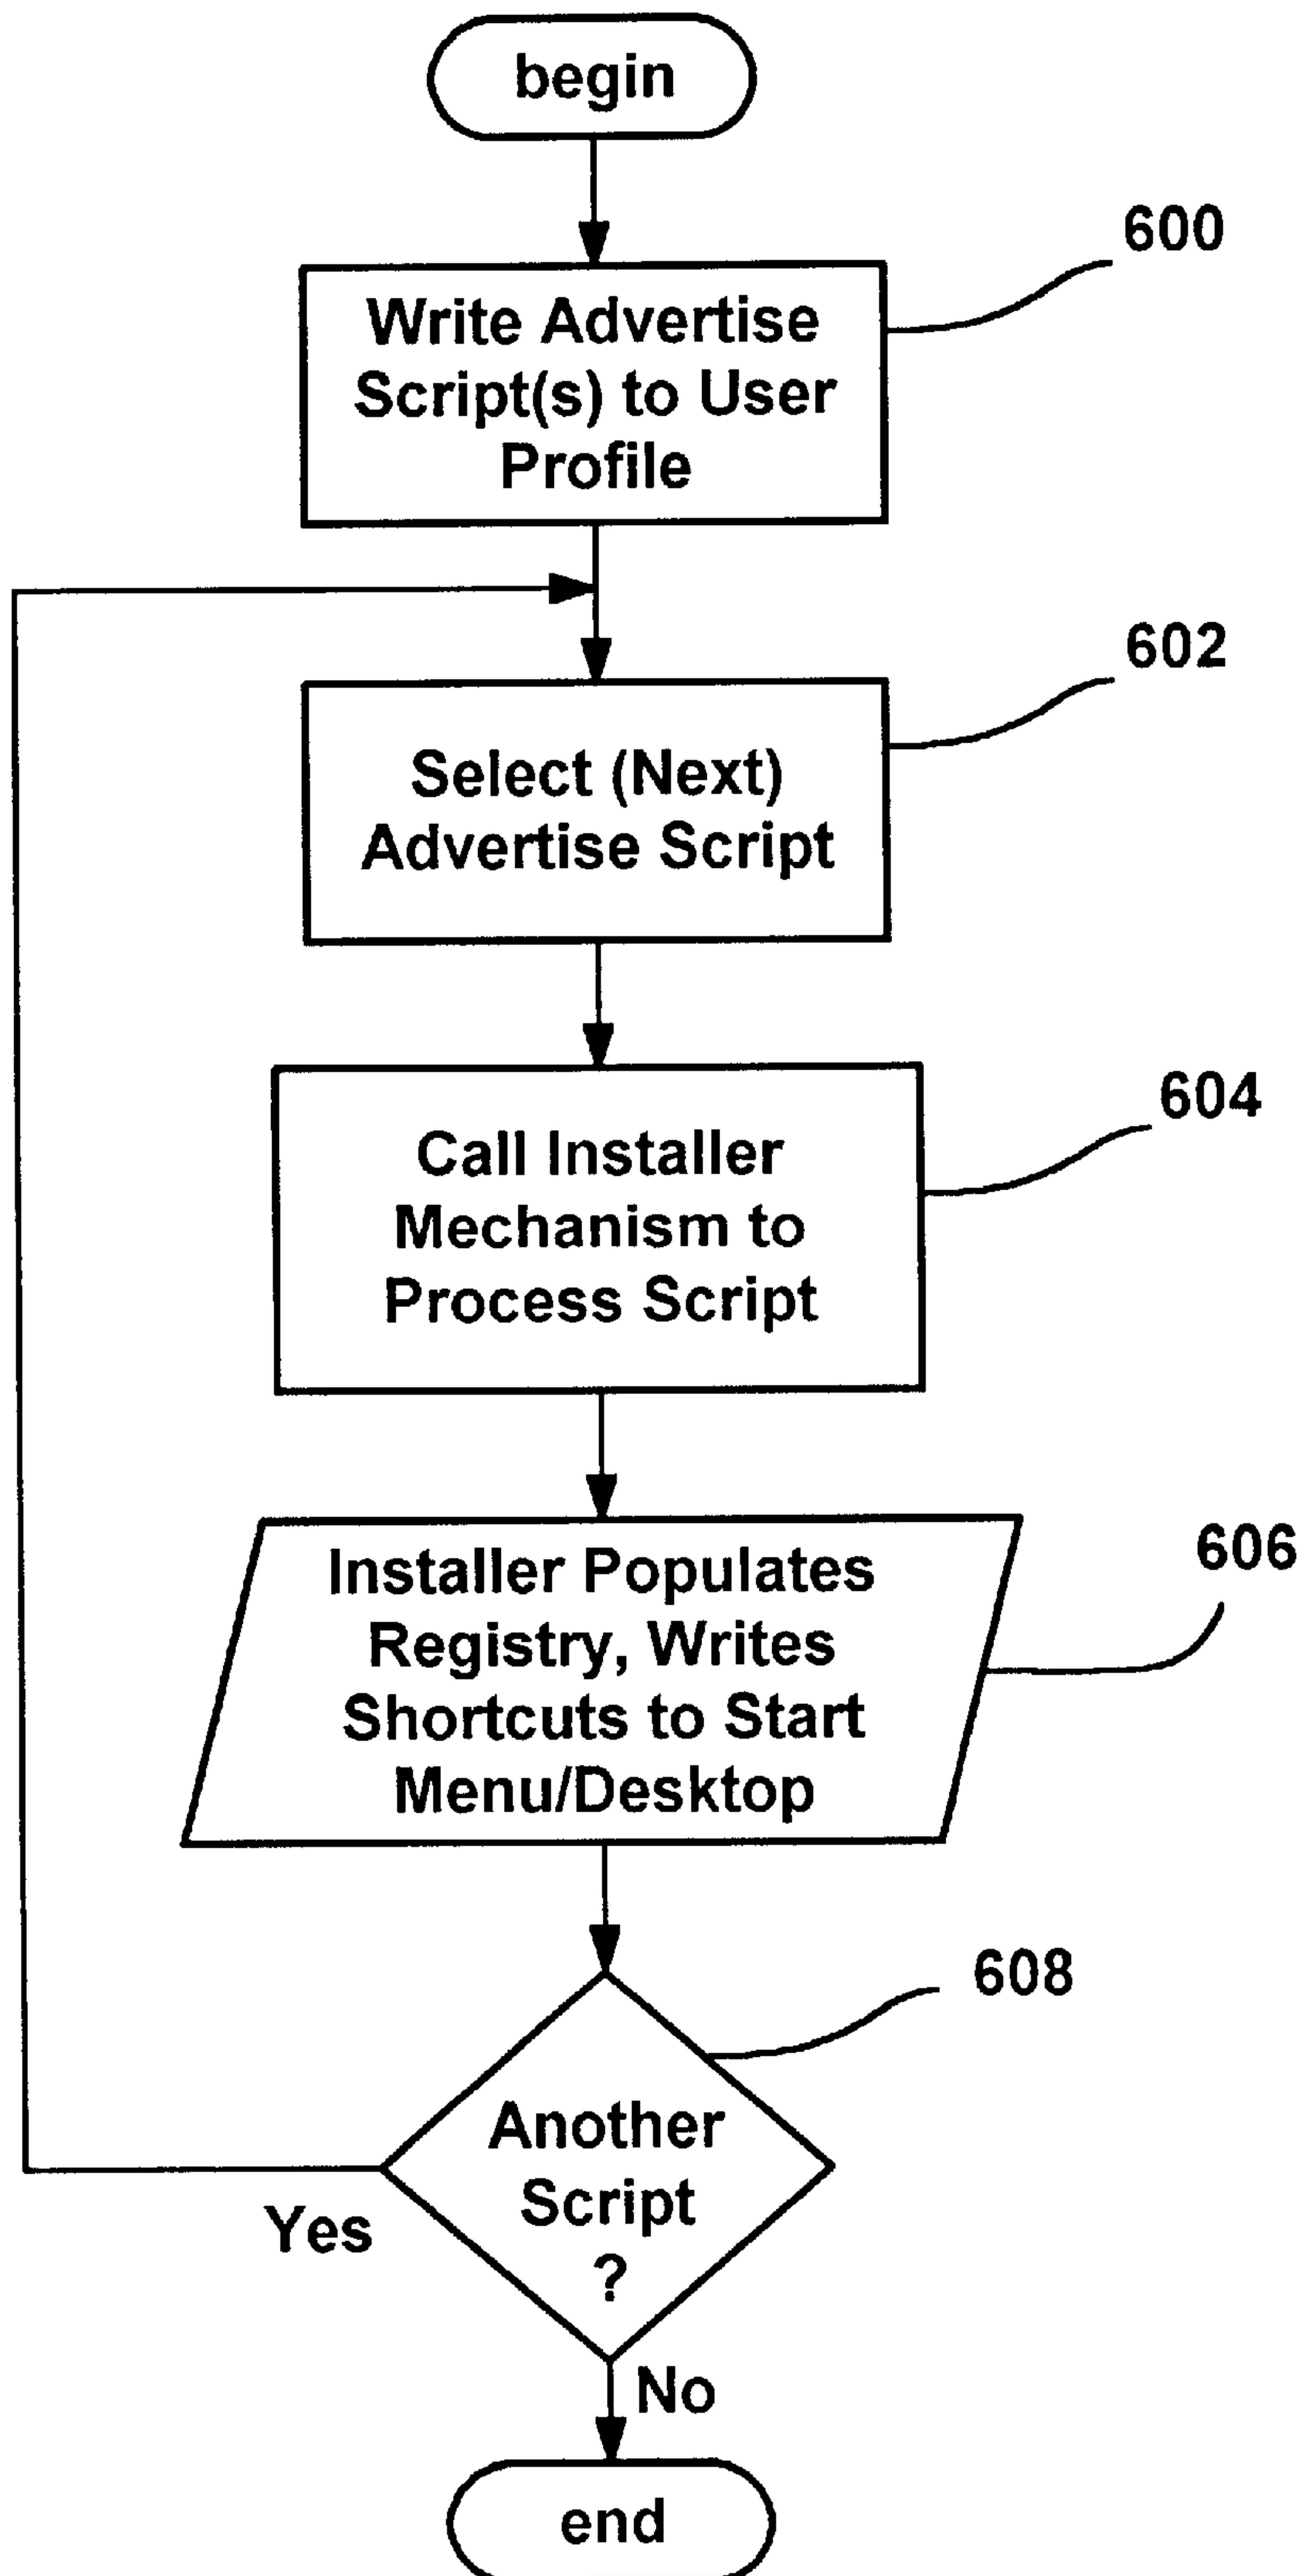 begin
600
Write Advertise
Script(s) to User
Profile
602
Select (Next)
Advertise Script
604
Call Installer
Mechanism to
Process Script
606
Installer Populates
Registry, Writes
Shortcuts to Start
Menu/Desktop
608
Another
Script
?
Yes
No
end